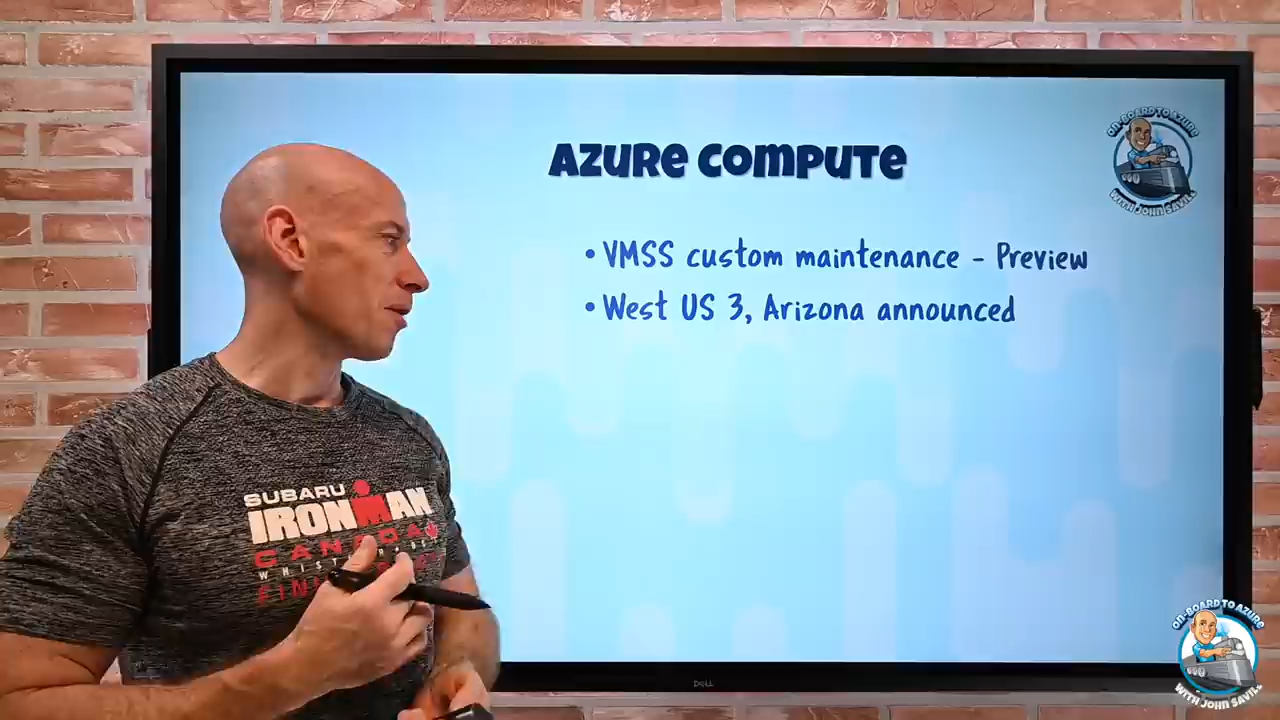 AZURE COMPUTE
• VMSS custom maintenance - Preview
• West US 3, Arizona announced
ON-BOARD TO AZURE
WITH JOHN SAVILL
SUBARU
IRONMAN
CANADA
DELL
ON-BOARD TO AZURE
WITH JOHN SAVILL